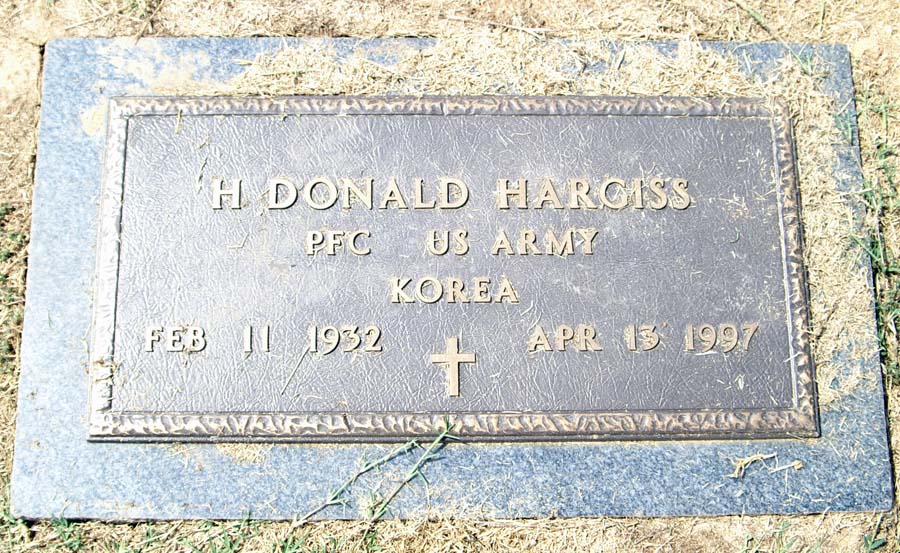 H DONALD HARGISS
PFC US ARMY
KOREA
FEB 11 1932 APR 13 1997